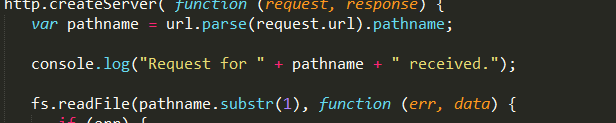 http.createServer( function (request, response) {
var pathname = url.parse(request.url).pathname;
console.log("Request for " + pathname + " received.");
fs.readFile(pathname.substr(1), function (err, data) {
if (err) {